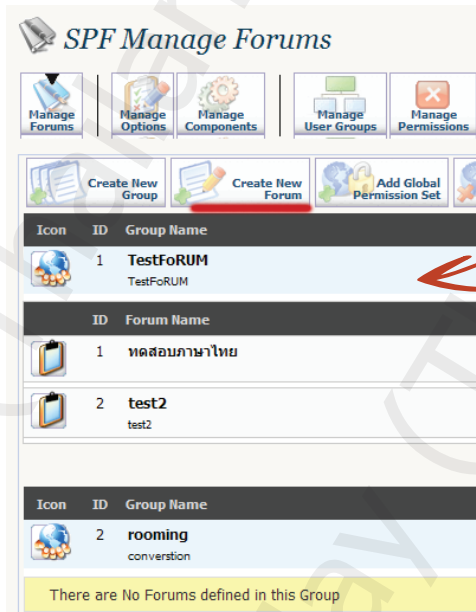 SPF Manage Forums
Manage Forums
Manage Options
Manage Components
Manage User Groups
Manage Permissions
Create New Group
Create New Forum
Add Global Permission Set
Icon ID Group Name
1 TestFoRUM
TestFoRUM
ID Forum Name
1 ทดสอบภาษาไทย
2 test2
test2
Icon ID Group Name
2 rooming
converstion
There are No Forums defined in this Group